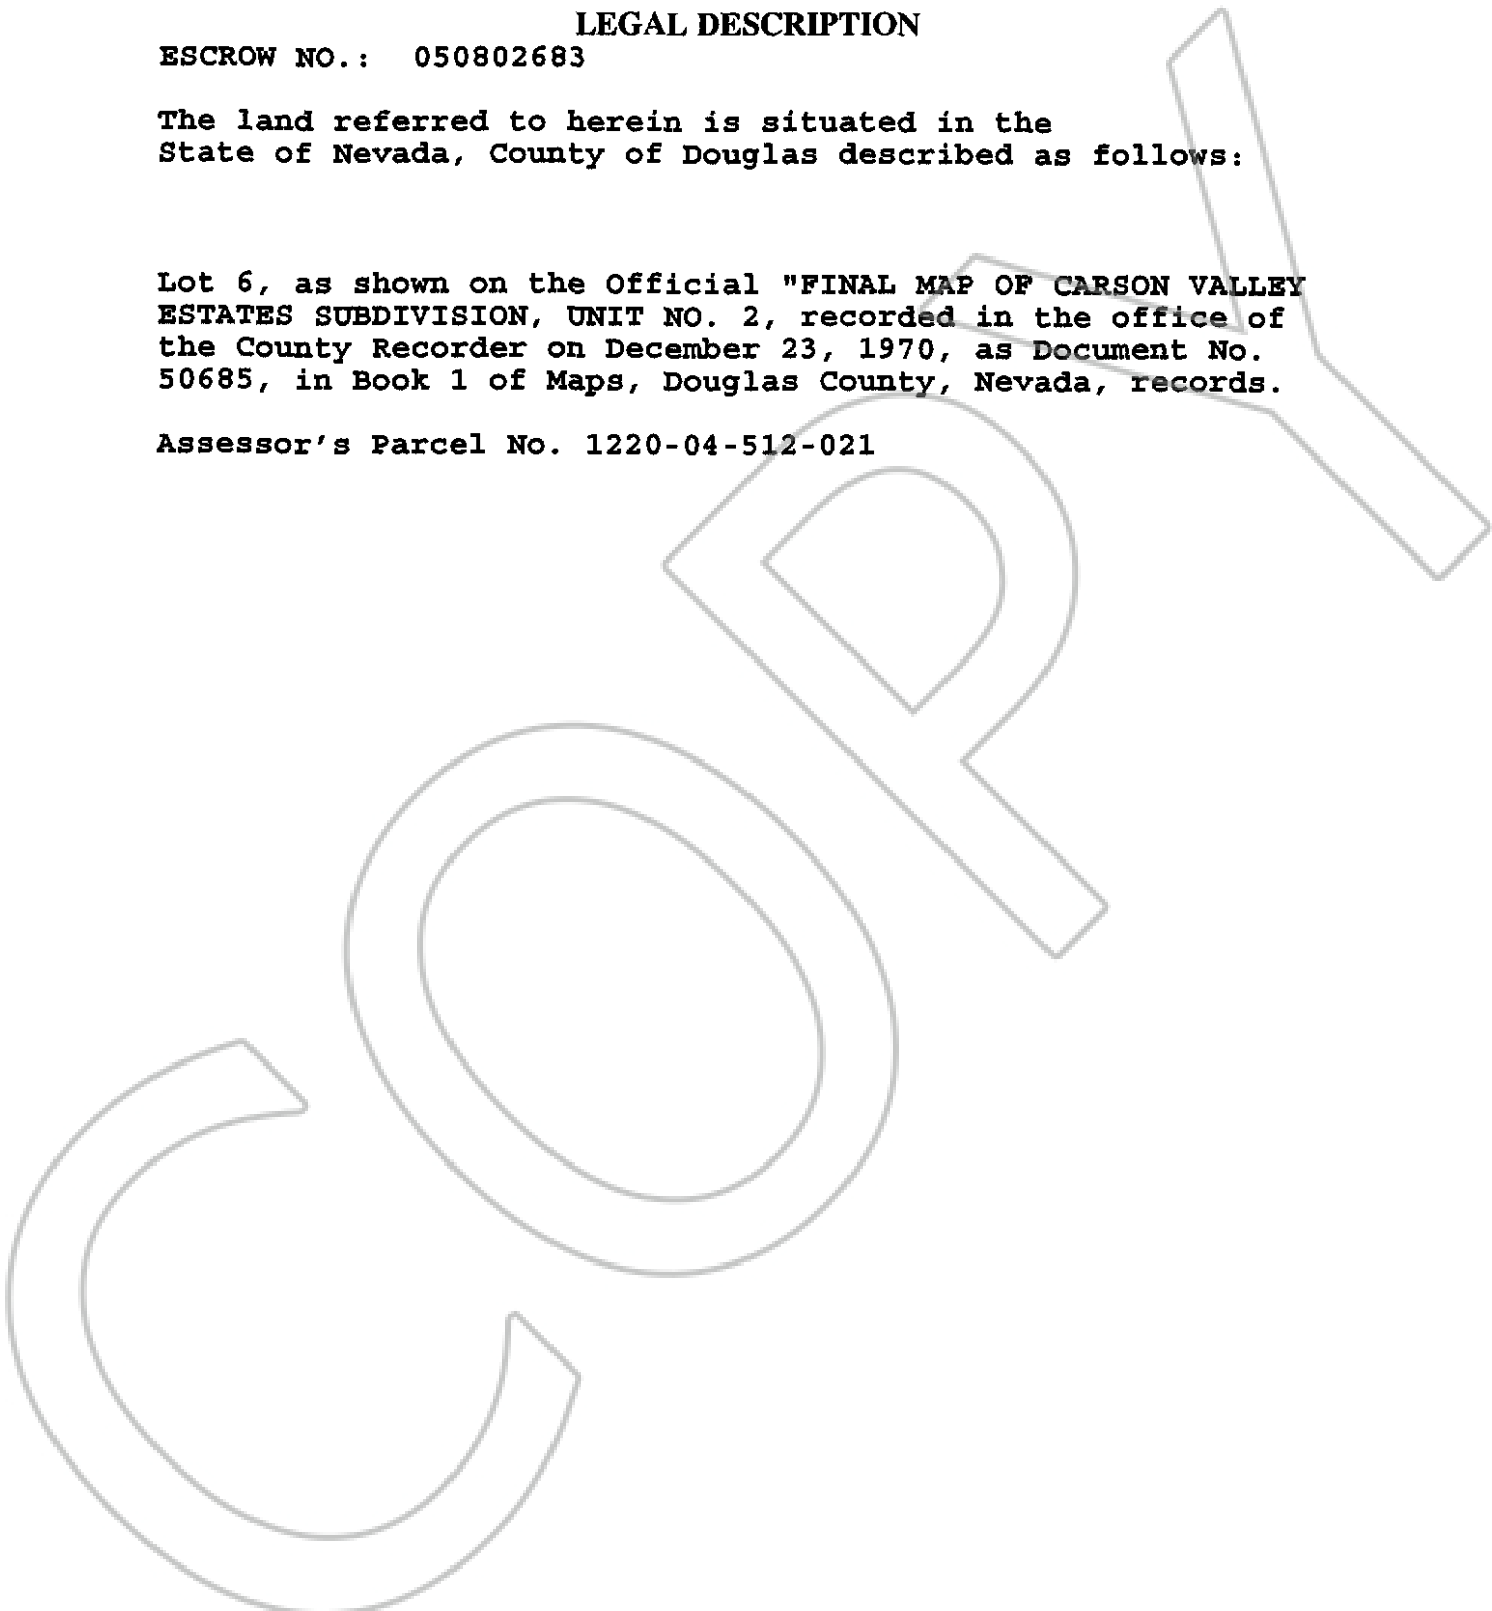 LEGAL DESCRIPTION
ESCROW NO.: 050802683
The land referred to herein is situated in the
State of Nevada, County of Douglas described as follows:
Lot 6, as shown on the Official "FINAL MAP OF CARSON VALLEY
ESTATES SUBDIVISION, UNIT NO. 2, recorded in the office of
the County Recorder on December 23, 1970, as Document No.
50685, in Book 1 of Maps, Douglas County, Nevada, records.
Assessor's Parcel No. 1220-04-512-021
COPY